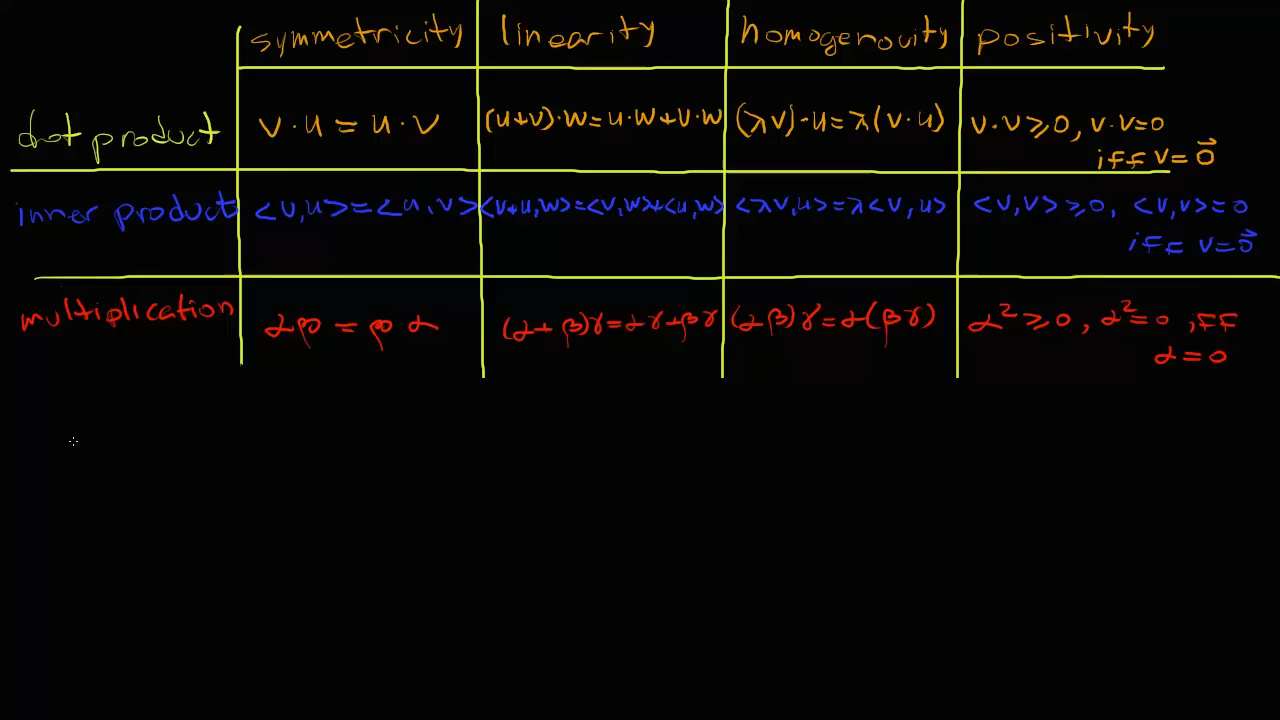 symmetricity linearity homogenouity positivity
dot product v·u = u·v (u+v)·w=u·w+v·w (λv)·u=λ(v·u) v·v≥0, v·v=0
iff v=0⃗
inner product <v,u>=<u,v> <v+u,w>=<v,w>+<u,w> <λv,u>=λ<v,u> <v,v>≥0, <v,v>=0
iff v=0⃗
multiplication αβ = βα (α+β)γ=αγ+βγ (αβ)γ=α(βγ) α²≥0, α²=0 iff
α=0